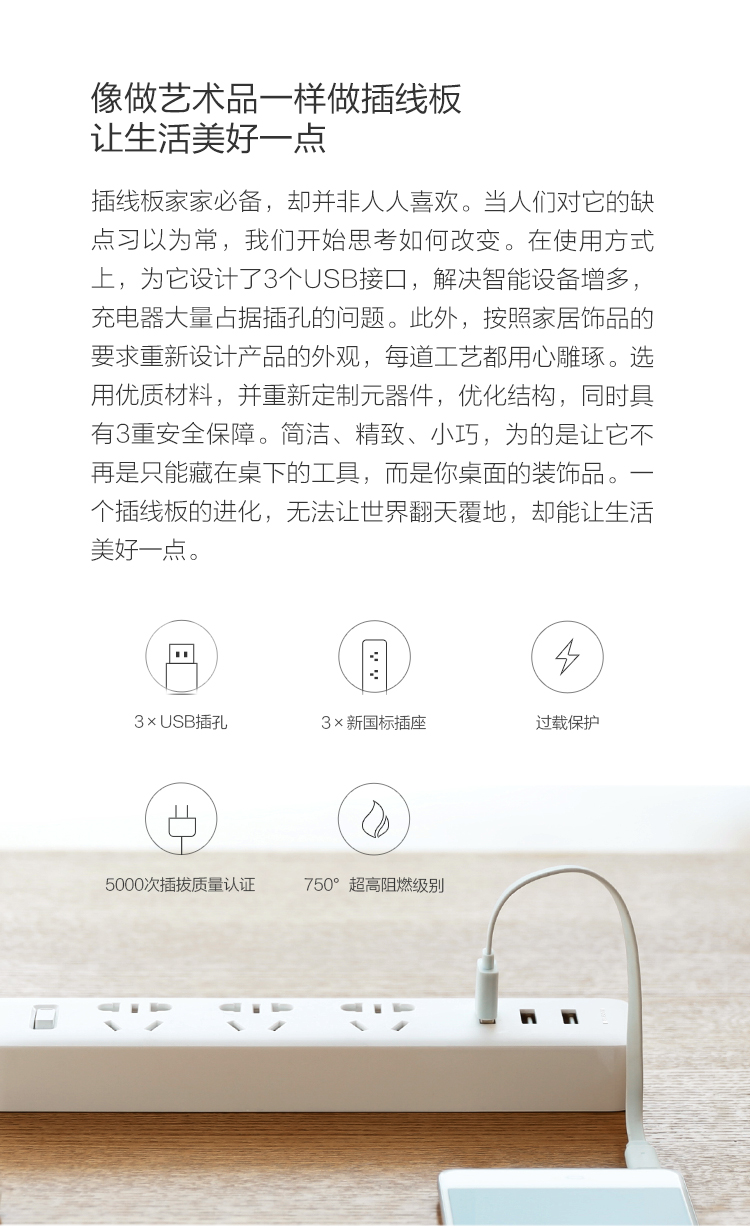 像做艺术品一样做插线板
让生活美好一点
插线板家家必备，却并非人人喜欢。当人们对它的缺
点习以为常，我们开始思考如何改变。在使用方式
上，为它设计了3个USB接口，解决智能设备增多，
充电器大量占据插孔的问题。此外，按照家居饰品的
要求重新设计产品的外观，每道工艺都用心雕琢。选
用优质材料，并重新定制元器件，优化结构，同时具
有3重安全保障。简洁、精致、小巧，为的是让它不
再是只能藏在桌下的工具，而是你桌面的装饰品。一
个插线板的进化，无法让世界翻天覆地，却能让生活
美好一点。
3×USB插孔
3×新国标插座
过载保护
5000次插拔质量认证
750°超高阻燃级别